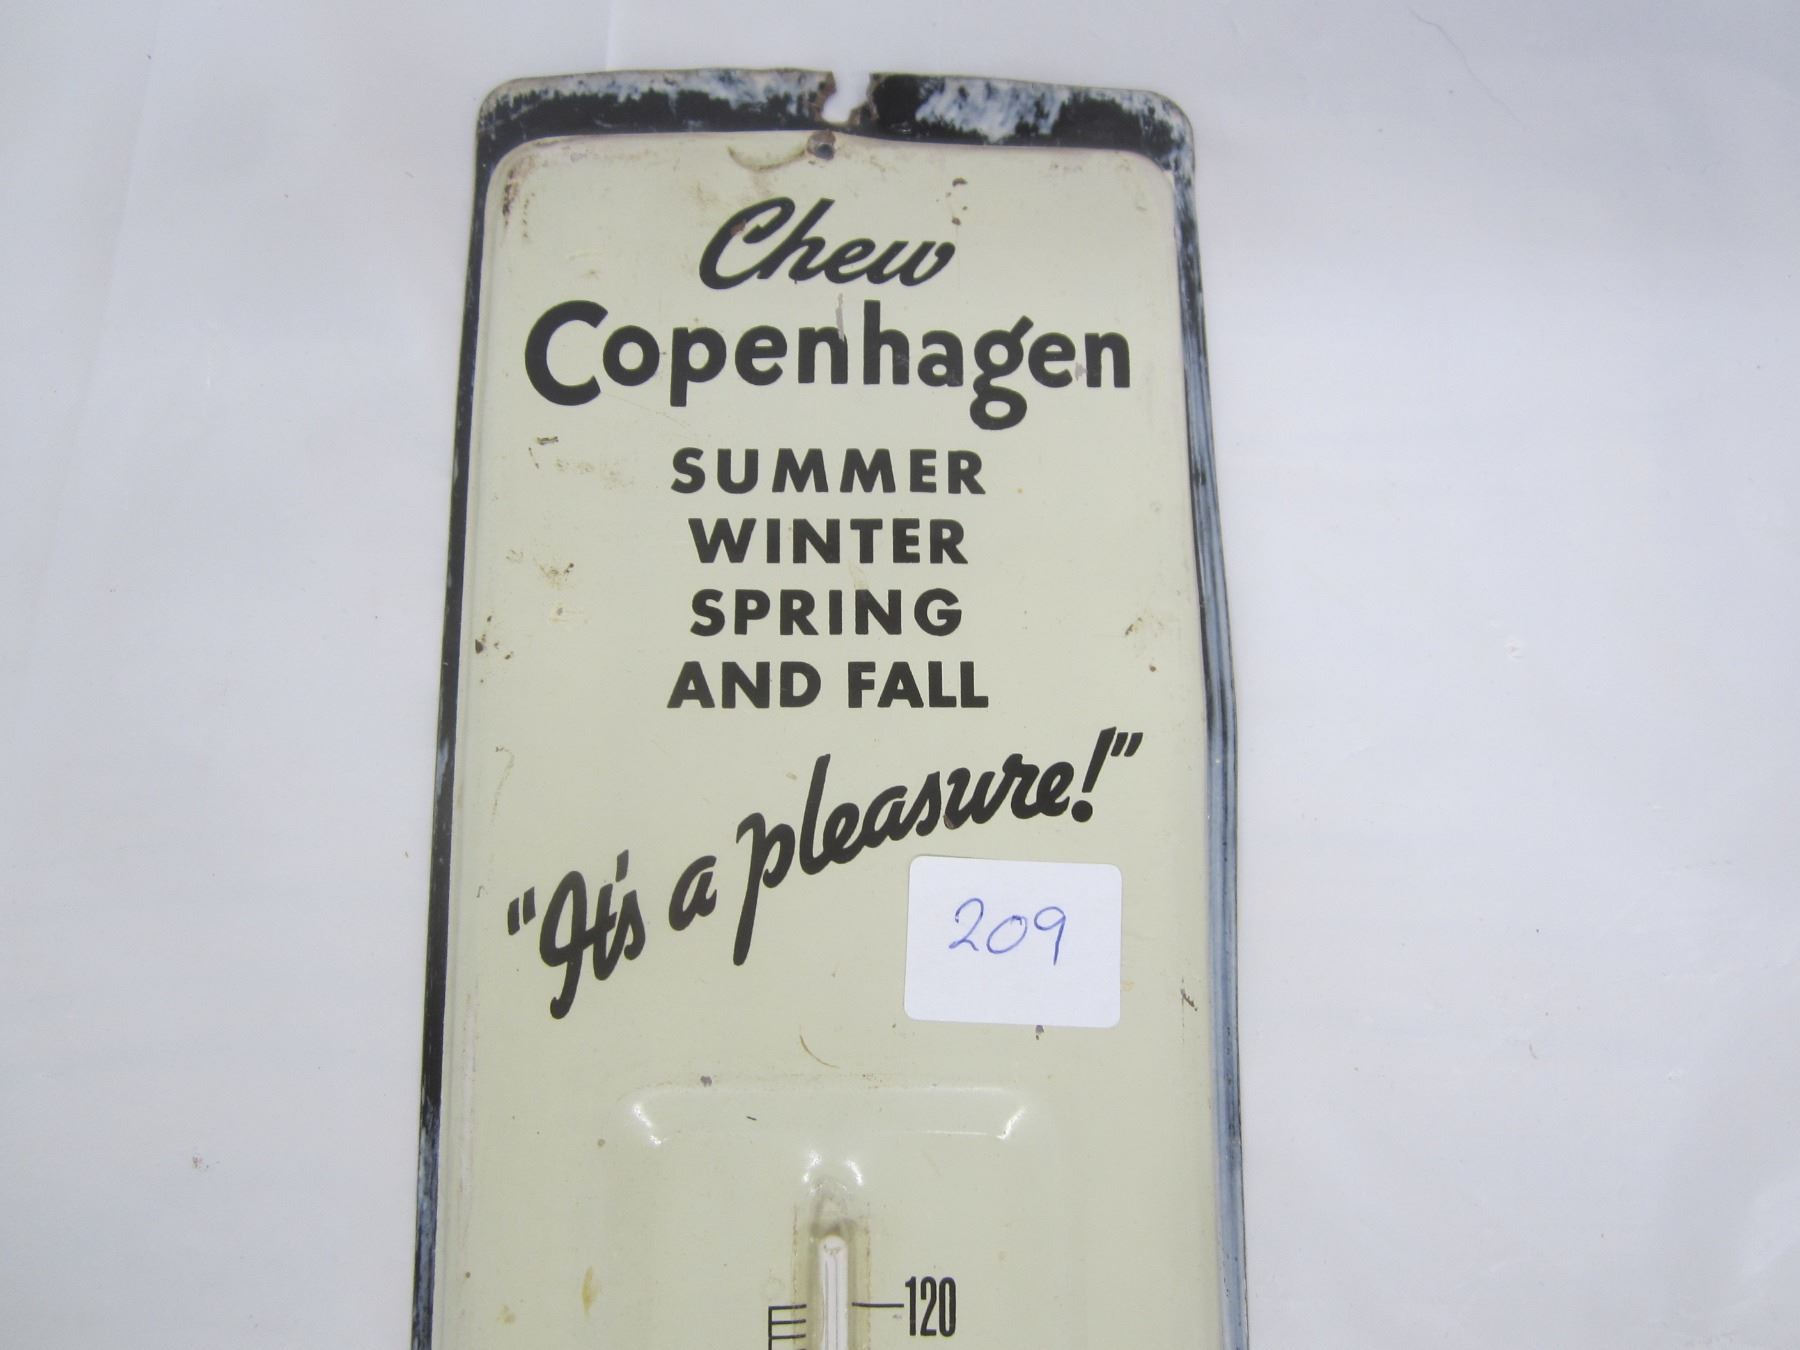 Chew
Copenhagen
SUMMER
WINTER
SPRING
AND FALL
"It's a pleasure!"
209
120